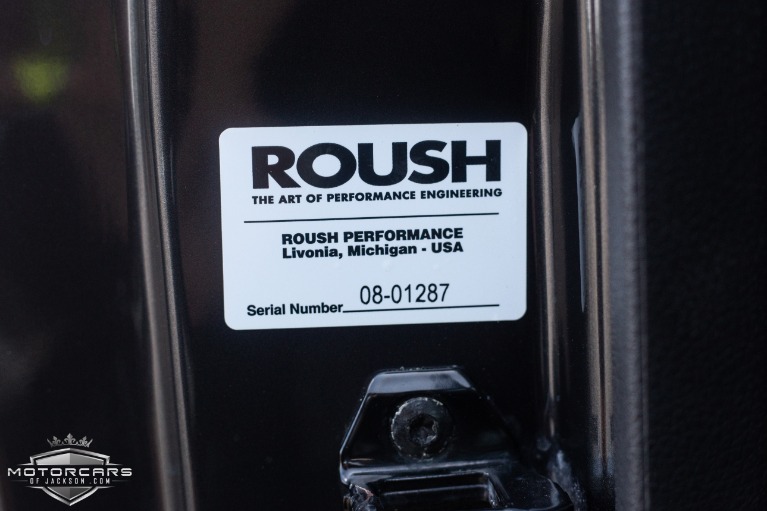 ROUSH
THE ART OF PERFORMANCE ENGINEERING
ROUSH PERFORMANCE
Livonia, Michigan - USA
Serial Number 08-01287
MOTORCARS
OF JACKSON.COM